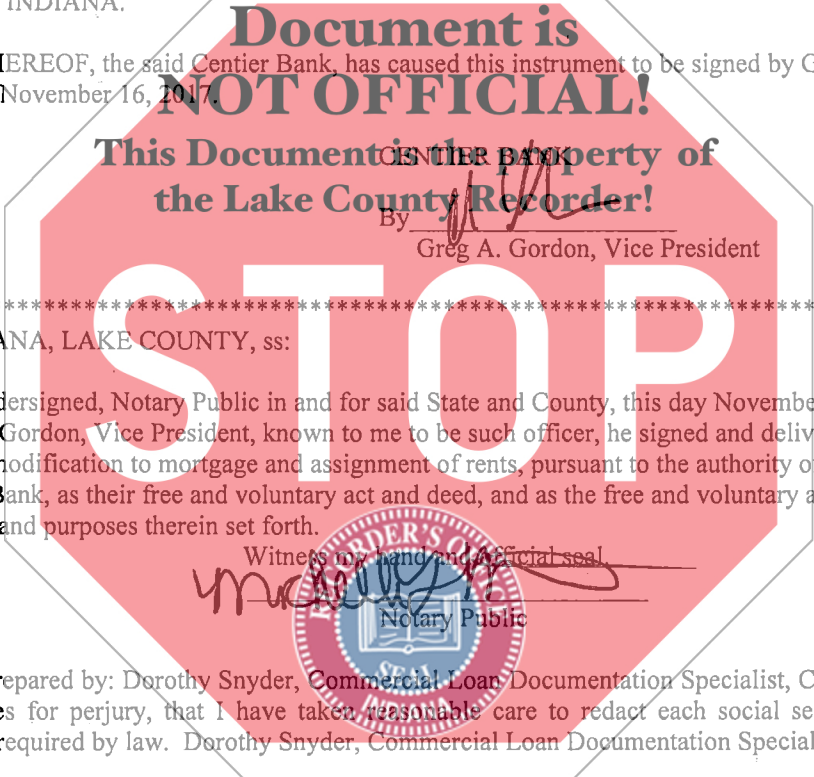 INDIANA.
Document is
HEREOF, the said Centier Bank, has caused this instrument to be signed by G
November 16, 2017.
NOT OFFICIAL!
This Document is the property of
CENTIER BANK
the Lake County Recorder!
By
Greg A. Gordon, Vice President
************************************************************
ANA, LAKE COUNTY, ss:
STOP
dersigned, Notary Public in and for said State and County, this day Novembe
Gordon, Vice President, known to me to be such officer, he signed and deliv
nodification to mortgage and assignment of rents, pursuant to the authority o
Bank, as their free and voluntary act and deed, and as the free and voluntary a
and purposes therein set forth.
Witness my hand and official seal.
Notary Public
RECORDER'S OFFICE
SEAL
INDIANA
repared by: Dorothy Snyder, Commercial Loan Documentation Specialist, C
es for perjury, that I have taken reasonable care to redact each social se
required by law. Dorothy Snyder, Commercial Loan Documentation Special